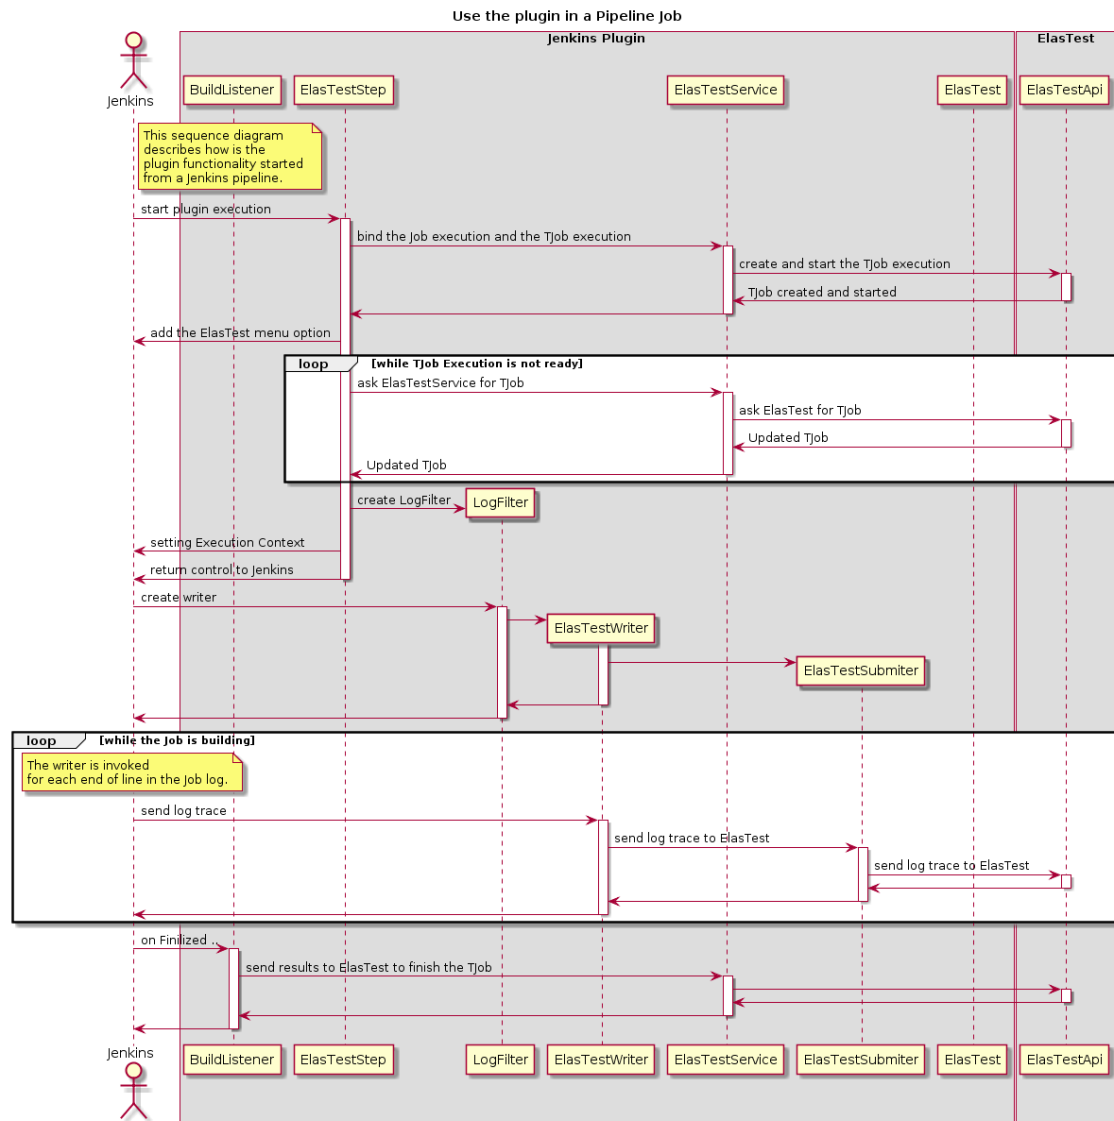 Use the plugin in a Pipeline Job
Jenkins Plugin
ElasTest
Jenkins
BuildListener
ElasTestStep
ElasTestService
ElasTest
ElasTestApi
This sequence diagram
describes how is the
plugin functionality started
from a Jenkins pipeline.
start plugin execution
bind the Job execution and the TJob execution
create and start the TJob execution
TJob created and started
add the ElasTest menu option
loop
[while TJob Execution is not ready]
ask ElasTestService for TJob
ask ElasTest for TJob
Updated TJob
Updated TJob
create LogFilter
LogFilter
setting Execution Context
return control to Jenkins
create writer
ElasTestWriter
ElasTestSubmiter
loop
[while the Job is building]
The writer is invoked
for each end of line in the Job log.
send log trace
send log trace to ElasTest
send log trace to ElasTest
on Finilized ..
send results to ElasTest to finish the TJob
Jenkins
BuildListener
ElasTestStep
LogFilter
ElasTestWriter
ElasTestService
ElasTestSubmiter
ElasTest
ElasTestApi